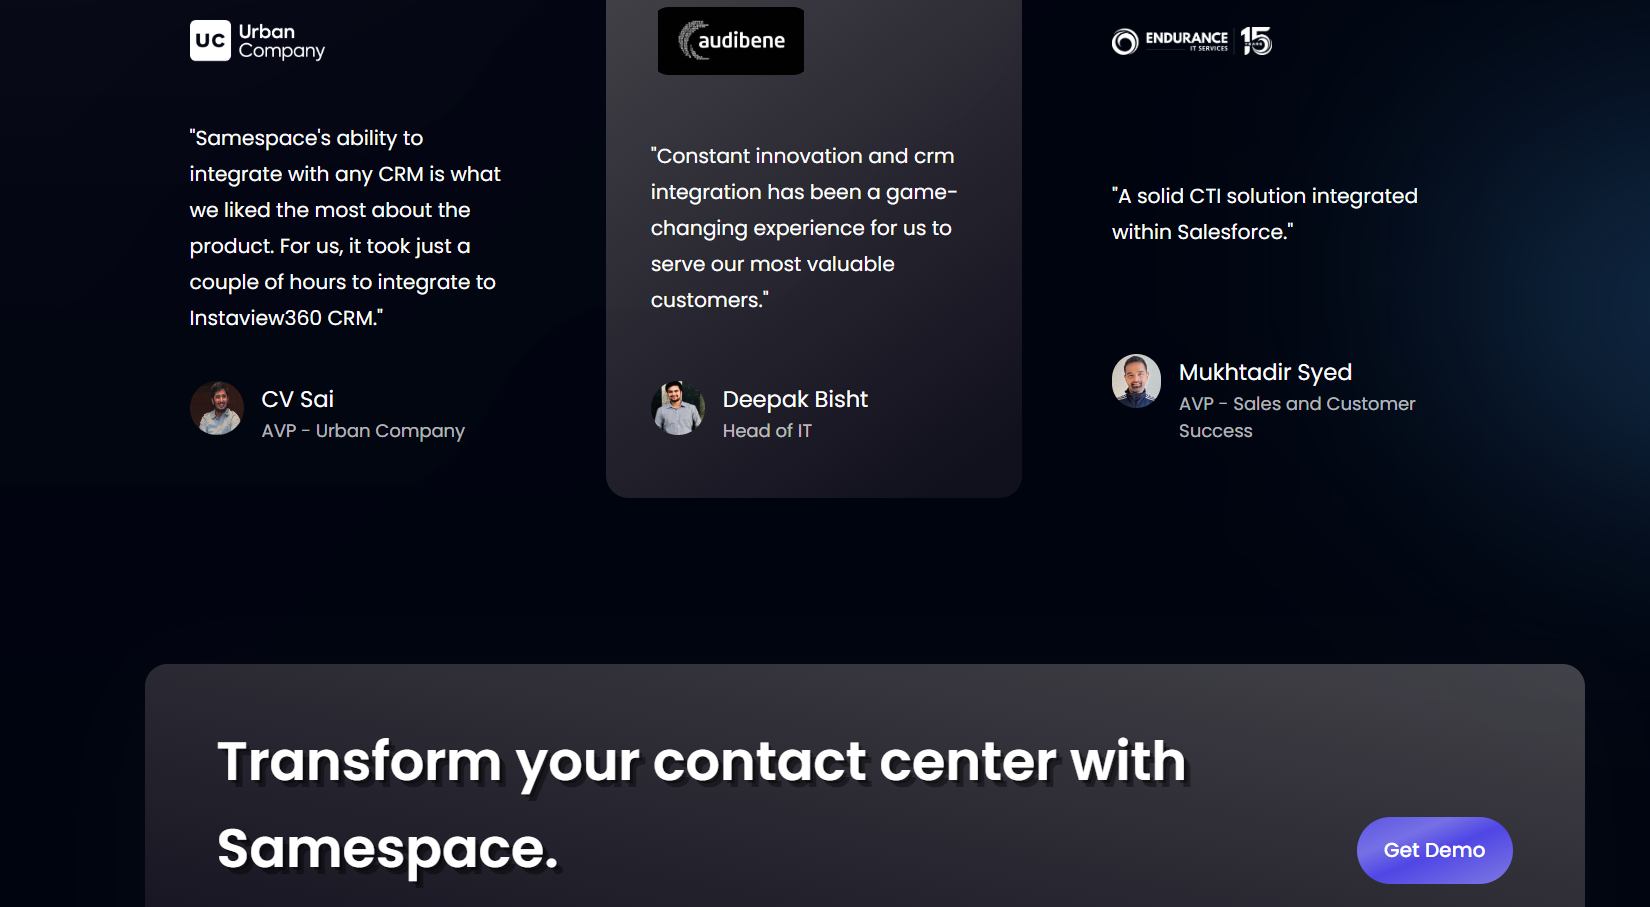 UC Urban
Company
"Samespace's ability to
integrate with any CRM is what
we liked the most about the
product. For us, it took just a
couple of hours to integrate to
Instaview360 CRM."
CV Sai
AVP - Urban Company
audibene
"Constant innovation and crm
integration has been a game-
changing experience for us to
serve our most valuable
customers."
Deepak Bisht
Head of IT
ENDURANCE
IT SERVICES
15
YEARS
"A solid CTI solution integrated
within Salesforce."
Mukhtadir Syed
AVP - Sales and Customer
Success
Transform your contact center with
Samespace.
Get Demo